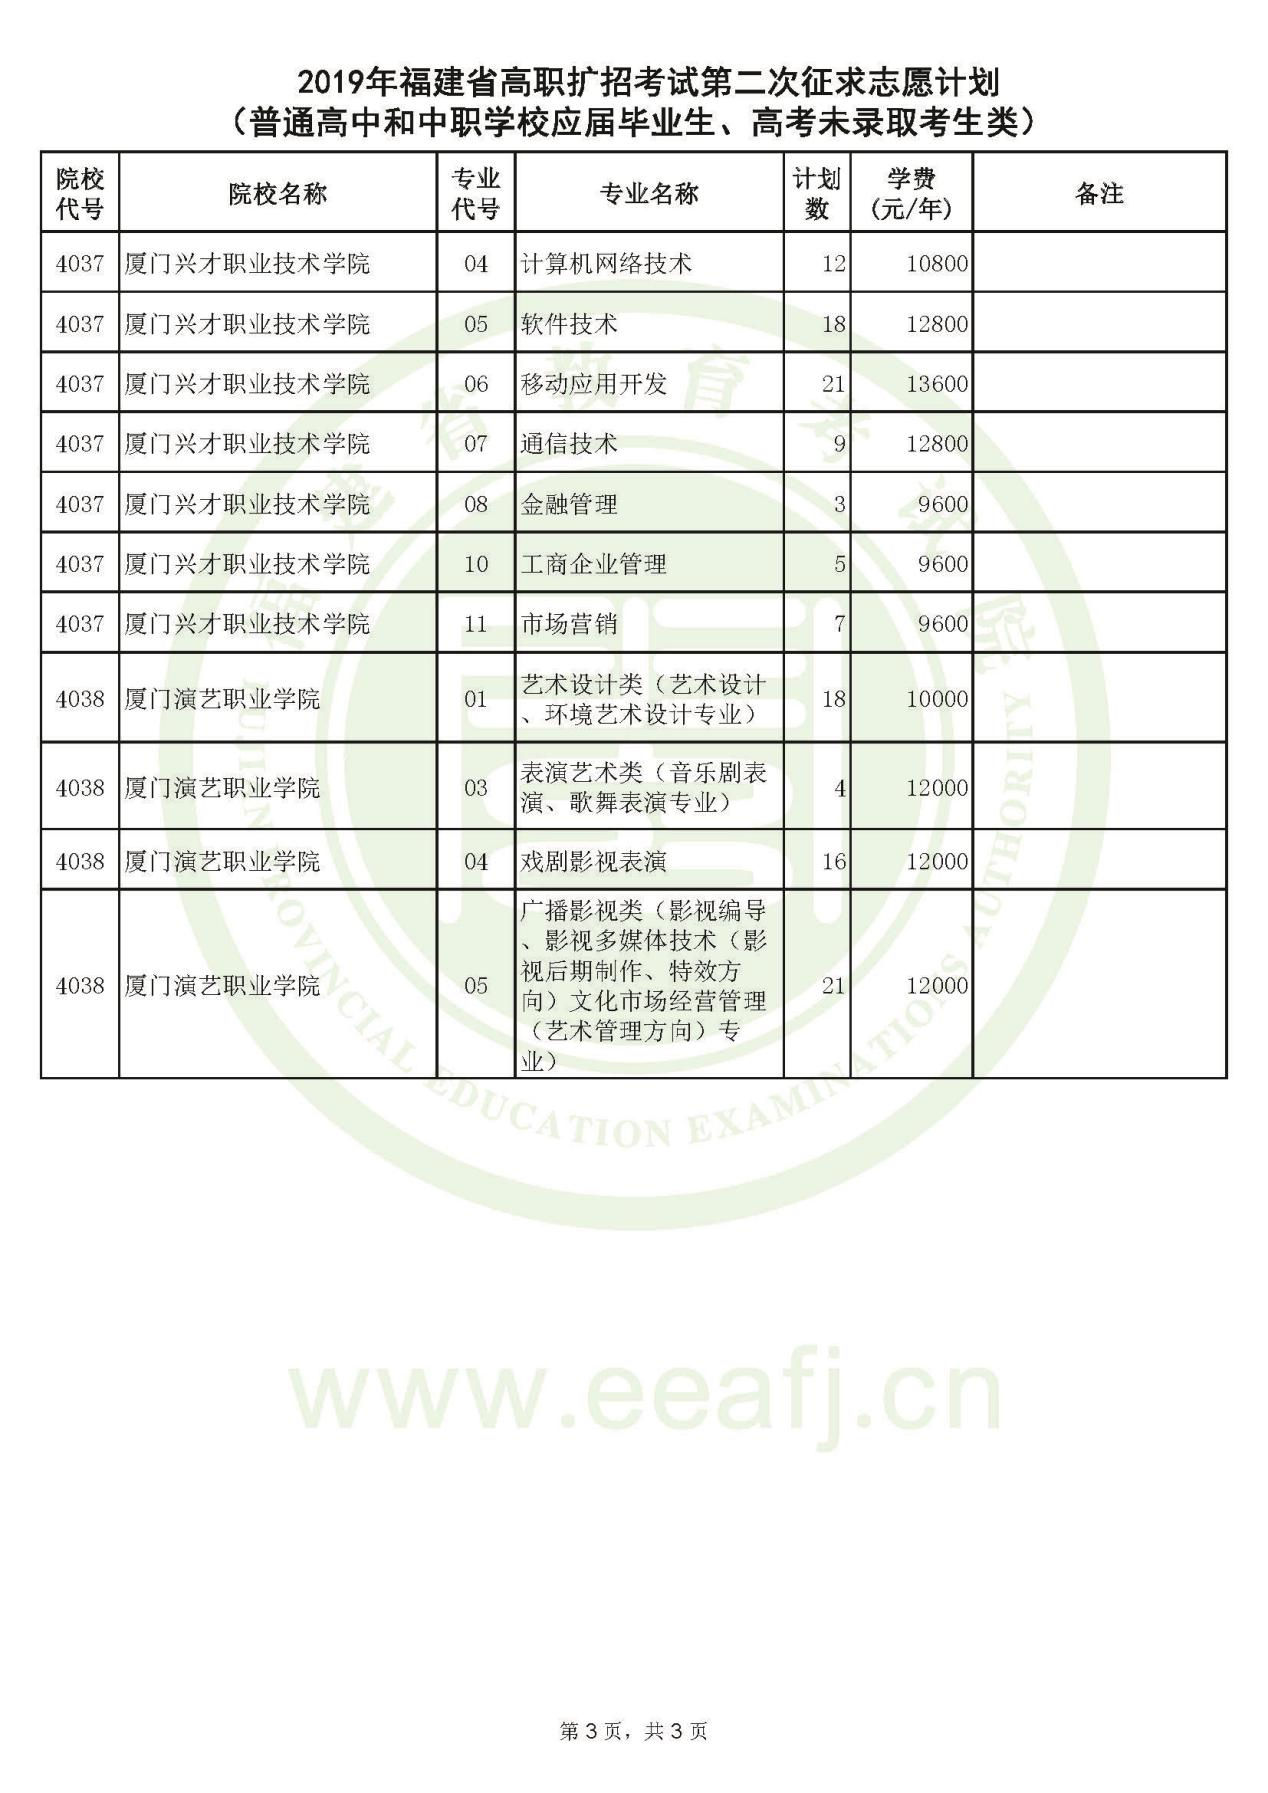 2019年福建省高职扩招考试第二次征求志愿计划
（普通高中和中职学校应届毕业生、高考未录取考生类）
院校代号 院校名称 专业代号 专业名称 计划数 学费(元/年) 备注
4037 厦门兴才职业技术学院 04 计算机网络技术 12 10800
4037 厦门兴才职业技术学院 05 软件技术 18 12800
4037 厦门兴才职业技术学院 06 移动应用开发 21 13600
4037 厦门兴才职业技术学院 07 通信技术 9 12800
4037 厦门兴才职业技术学院 08 金融管理 3 9600
4037 厦门兴才职业技术学院 10 工商企业管理 5 9600
4037 厦门兴才职业技术学院 11 市场营销 7 9600
4038 厦门演艺职业学院 01 艺术设计类（艺术设计、环境艺术设计专业） 18 10000
4038 厦门演艺职业学院 03 表演艺术类（音乐剧表演、歌舞表演专业） 4 12000
4038 厦门演艺职业学院 04 戏剧影视表演 16 12000
4038 厦门演艺职业学院 05 广播影视类（影视编导、影视多媒体技术（影视后期制作、特效方向）文化市场经营管理（艺术管理方向）专业） 21 12000
福建省教育考试院
FUJIAN PROVINCIAL EDUCATION EXAMINATIONS AUTHORITY
www.eeafj.cn
第 3 页，共 3 页